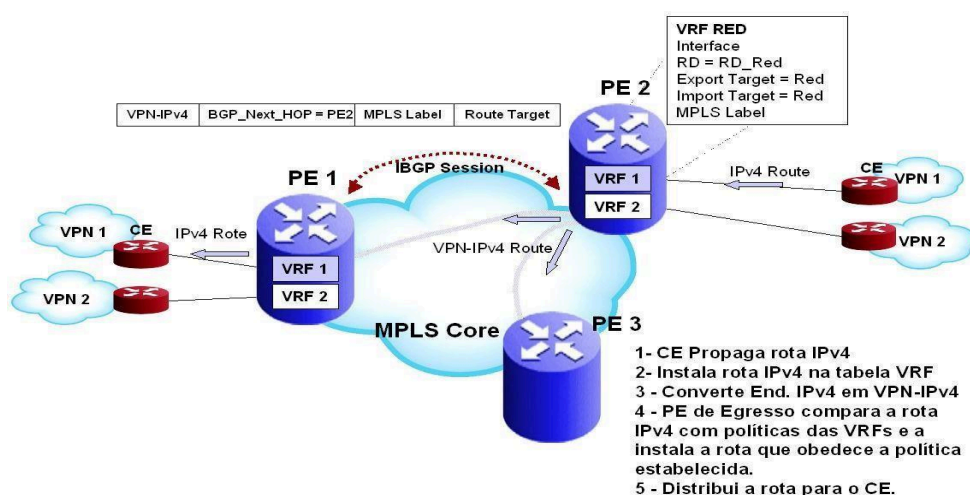 VRF RED
Interface
RD = RD_Red
Export Target = Red
Import Target = Red
MPLS Label
PE 2
VPN-IPv4 BGP_Next_HOP = PE2 MPLS Label Route Target
IBGP Session
PE 1
VRF 1
VRF 2
IPv4 Route
CE
VPN 1
VPN 2
VPN 1
CE
IPv4 Rote
VPN 2
VRF 1
VRF 2
VPN-IPv4 Route
MPLS Core
PE 3
1- CE Propaga rota IPv4
2- Instala rota IPv4 na tabela VRF
3 - Converte End. IPv4 em VPN-IPv4
4 - PE de Egresso compara a rota
IPv4 com políticas das VRFs e a
instala a rota que obedece a política
estabelecida.
5 - Distribui a rota para o CE.